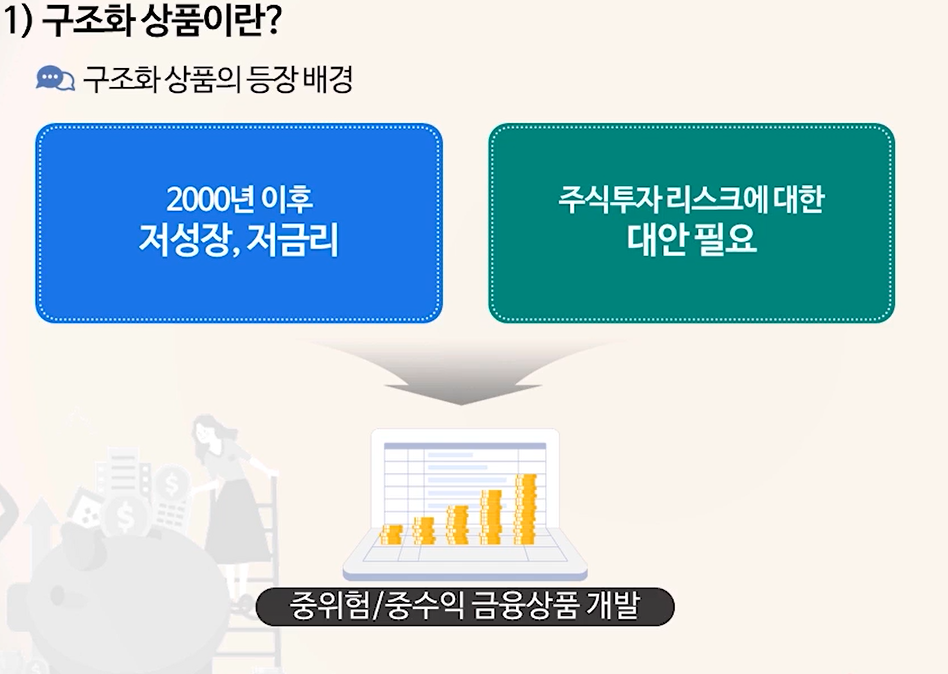 1) 구조화 상품이란?
구조화 상품의 등장 배경
2000년 이후
저성장, 저금리
주식투자 리스크에 대한
대안 필요
중위험/중수익 금융상품 개발